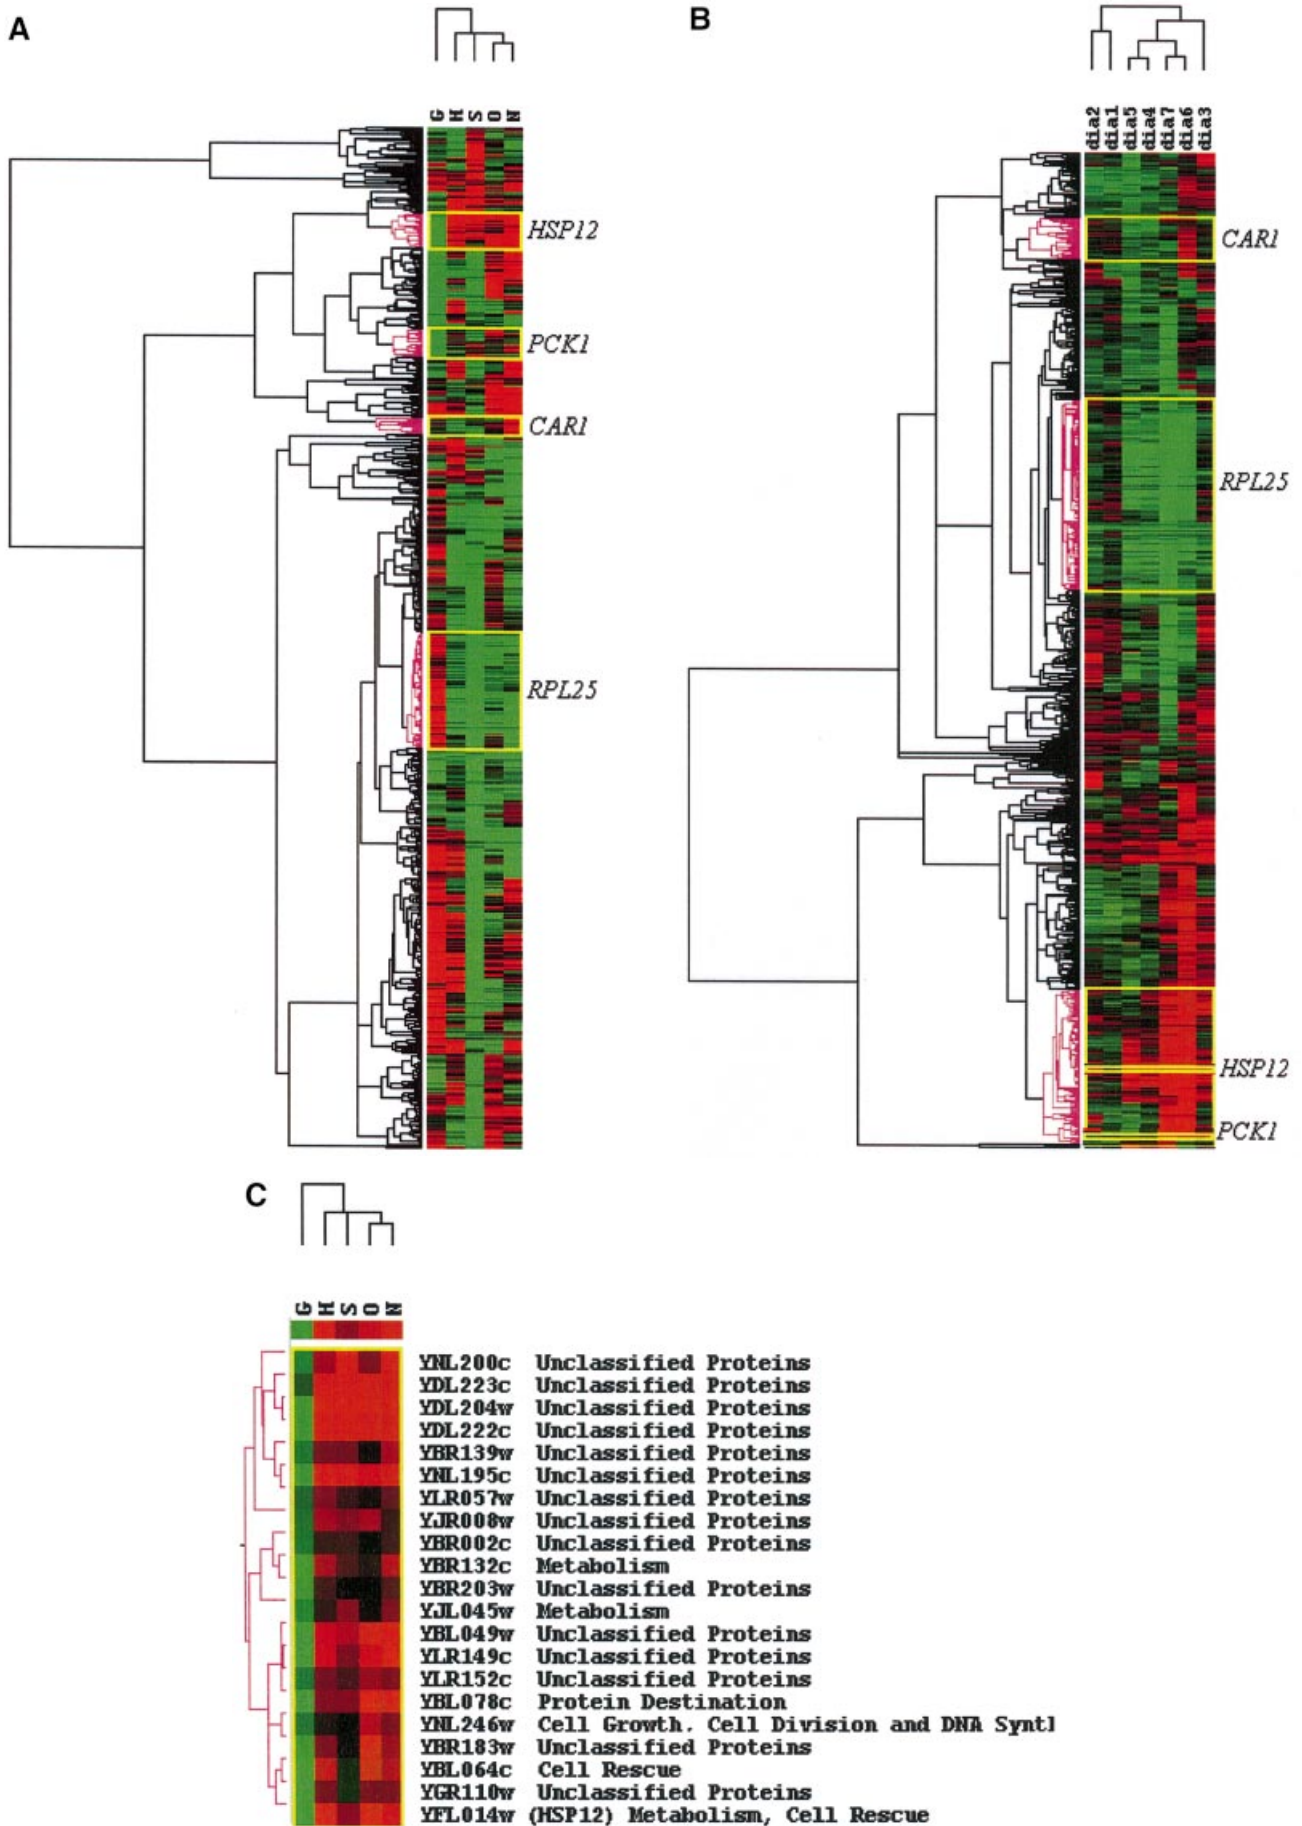 A
G H S O N
HSP12
PCK1
CAR1
RPL25
B
dia2 dia1 dia5 dia4 dia7 dia6 dia3
CAR1
RPL25
HSP12
PCK1
C
G H S O N
YNL200c Unclassified Proteins
YDL223c Unclassified Proteins
YDL204w Unclassified Proteins
YDL222c Unclassified Proteins
YBR139w Unclassified Proteins
YNL195c Unclassified Proteins
YLR057w Unclassified Proteins
YJR008w Unclassified Proteins
YBR002c Unclassified Proteins
YBR132c Metabolism
YBR203w Unclassified Proteins
YJL045w Metabolism
YBL049w Unclassified Proteins
YLR149c Unclassified Proteins
YLR152c Unclassified Proteins
YBL078c Protein Destination
YNL246w Cell Growth. Cell Division and DNA Synt]
YBR183w Unclassified Proteins
YBL064c Cell Rescue
YGR110w Unclassified Proteins
YFL014w (HSP12) Metabolism, Cell Rescue